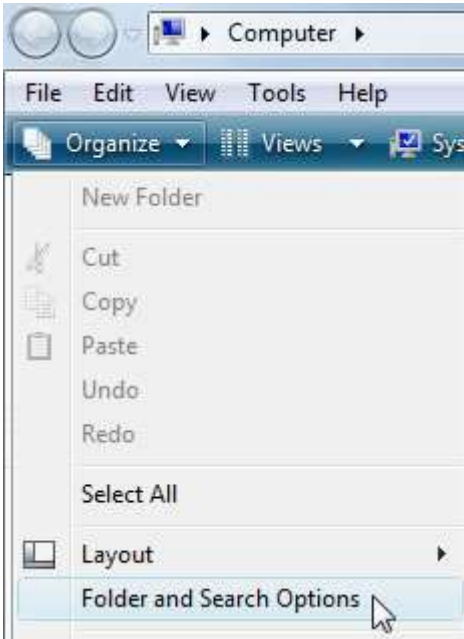 Computer
File Edit View Tools Help
Organize Views Sys
New Folder
Cut
Copy
Paste
Undo
Redo
Select All
Layout
Folder and Search Options